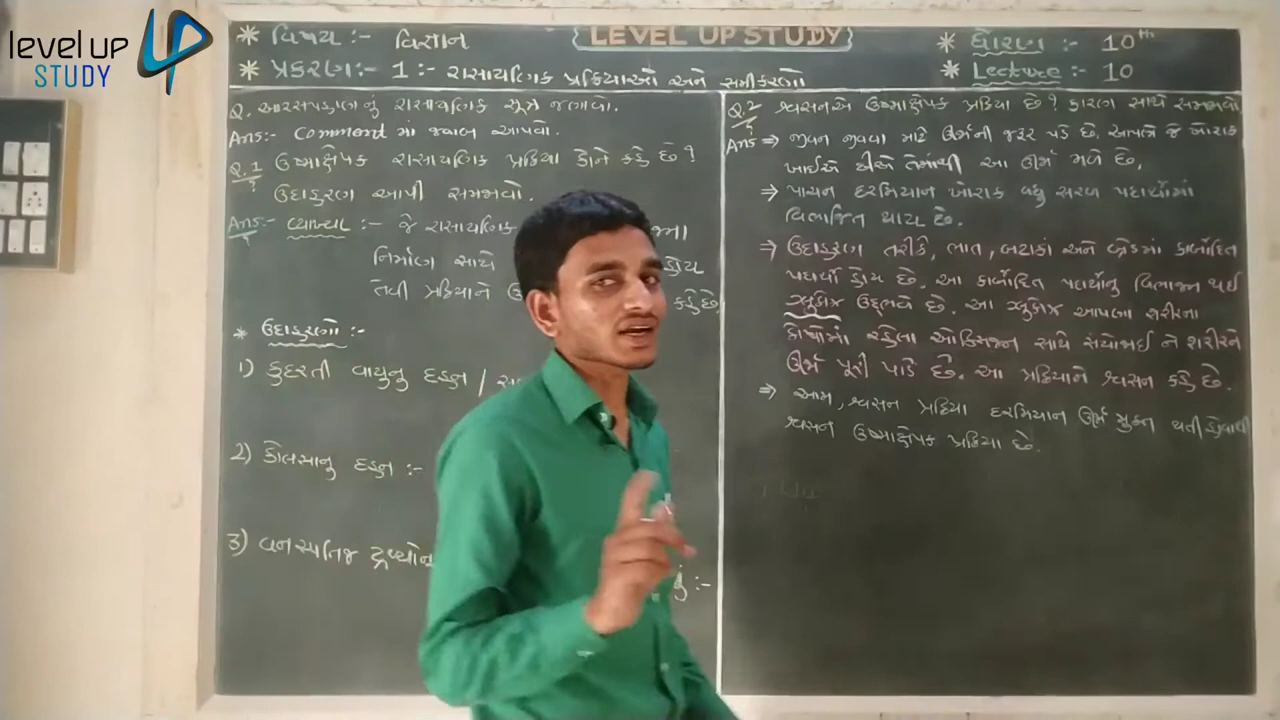 level up
STUDY
LEVEL UP STUDY
* વિષય :- વિજ્ઞાન
* ધોરણ :- 10th
* પ્રકરણ:- 1 :- રાસાયણિક પ્રક્રિયાઓ અને સમીકરણો
* Lecture :- 10
Q. આરસપહાણ નું રાસાયણિક સૂત્ર જણાવો.
Ans:- Comment માં જવાબ આપવો.
Q.1 ઉષ્માક્ષેપક રાસાયણિક પ્રક્રિયા કોને કહે છે?
ઉદાહરણ આપી સમજાવો.
Ans:- વ્યાખ્યા :- જે રાસાયણિક
નિર્માણ સાથે હોય
તેવી પ્રક્રિયાને કહે છે.
* ઉદાહરણો :-
1) કુદરતી વાયુનુ દહન /
2) કોલસાનુ દહન :-
3) વનસ્પતિજ દ્રવ્યોન નું :-
Q.2 શ્વસન એ ઉષ્માક્ષેપક પ્રક્રિયા છે? કારણ સાથે સમજાવો
Ans ⇒ જીવન જીવવા માટે ઊર્જાની જરૂર પડે છે. આપણે જે ખોરાક
ખાઈએ છીએ તેમાંથી આ ઊર્જા મળે છે.
⇒ પાચન દરમિયાન ખોરાક વધુ સરળ પદાર્થોમાં
વિભાજિત થાય છે.
⇒ ઉદાહરણ તરીકે, ભાત, બટાકા અને બ્રેડમાં કાર્બોદિત
પદાર્થો હોય છે. આ કાર્બોદિત પદાર્થોનુ વિભાજન થઈ
ગ્લુકોઝ ઉદ્દભવે છે. આ ગ્લુકોઝ આપણા શરીરના
કોષોમાં રહેલા ઓક્સિજન સાથે સંયોજાઈ ને શરીરને
ઊર્જા પૂરી પાડે છે. આ પ્રક્રિયાને શ્વસન કહે છે.
⇒ આમ, શ્વસન પ્રક્રિયા દરમિયાન ઊર્જા મુક્ત થતી હોવાથી
શ્વસન ઉષ્માક્ષેપક પ્રક્રિયા છે.